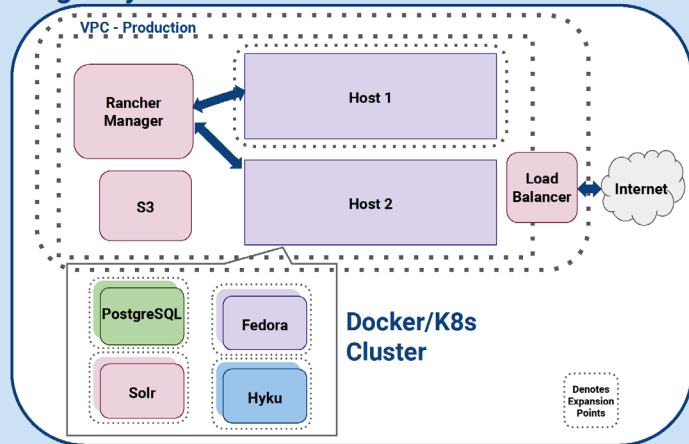 VPC - Production
Rancher
Manager
Host 1
Host 2
S3
Load
Balancer
Internet
PostgreSQL
Fedora
Solr
Hyku
Docker/K8s
Cluster
Denotes
Expansion
Points